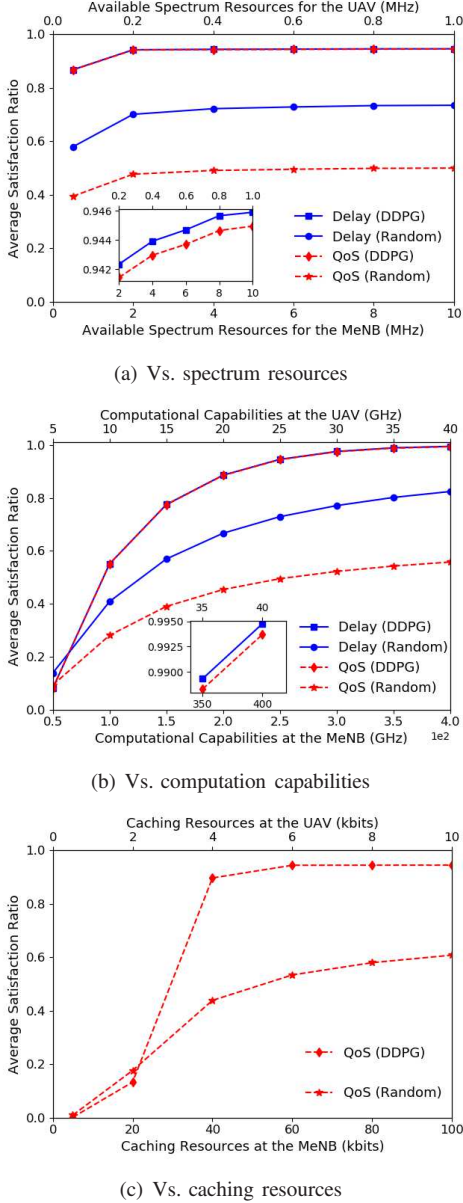 Available Spectrum Resources for the UAV (MHz)
0.0 0.2 0.4 0.6 0.8 1.0
Average Satisfaction Ratio
1.0
0.8
0.6
0.4
0.2
0.0
0.2 0.4 0.6 0.8 1.0
0.946
0.944
0.942
2 4 6 8 10
Delay (DDPG)
Delay (Random)
QoS (DDPG)
QoS (Random)
0 2 4 6 8 10
Available Spectrum Resources for the MeNB (MHz)
(a) Vs. spectrum resources
Computational Capabilities at the UAV (GHz)
5 10 15 20 25 30 35 40
Average Satisfaction Ratio
1.0
0.8
0.6
0.4
0.2
0.0
35 40
0.9950
0.9925
0.9900
350 400
Delay (DDPG)
Delay (Random)
QoS (DDPG)
QoS (Random)
0.5 1.0 1.5 2.0 2.5 3.0 3.5 4.0
1e2
Computational Capabilities at the MeNB (GHz)
(b) Vs. computation capabilities
Caching Resources at the UAV (kbits)
0 2 4 6 8 10
Average Satisfaction Ratio
1.0
0.8
0.6
0.4
0.2
0.0
QoS (DDPG)
QoS (Random)
0 20 40 60 80 100
Caching Resources at the MeNB (kbits)
(c) Vs. caching resources